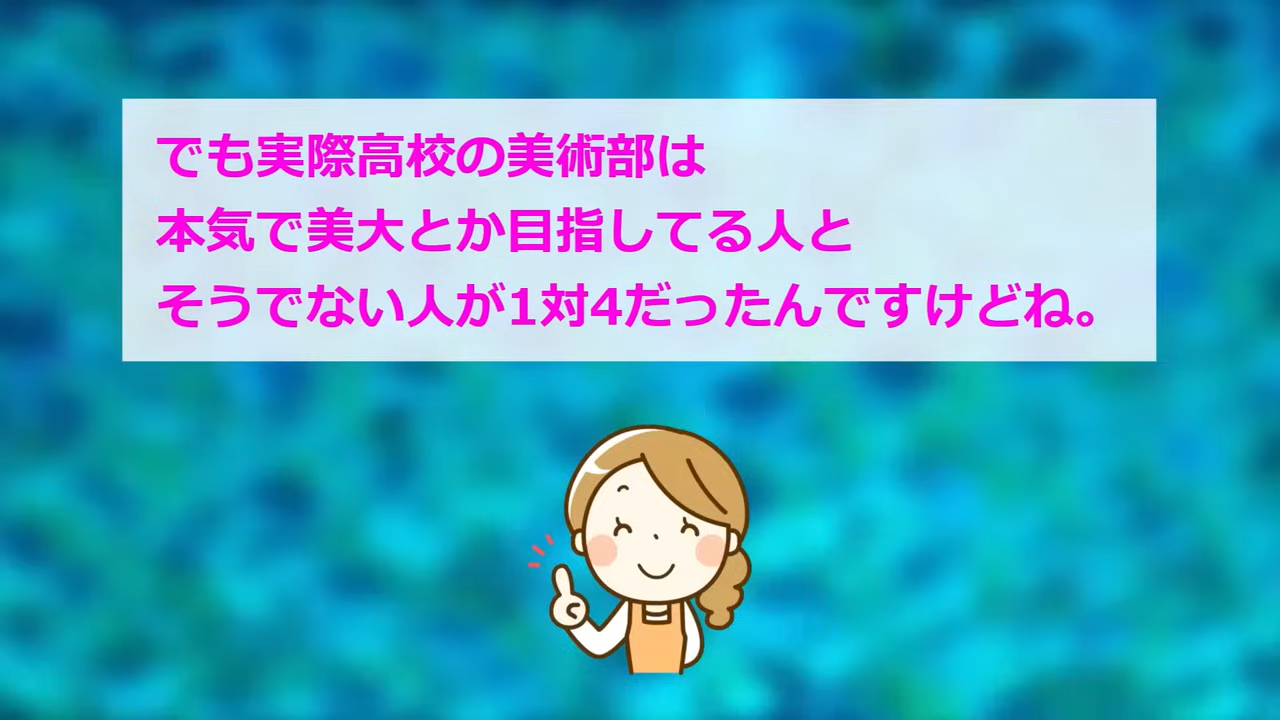 でも実際高校の美術部は
本気で美大とか目指してる人と
そうでない人が1対4だったんですけどね。